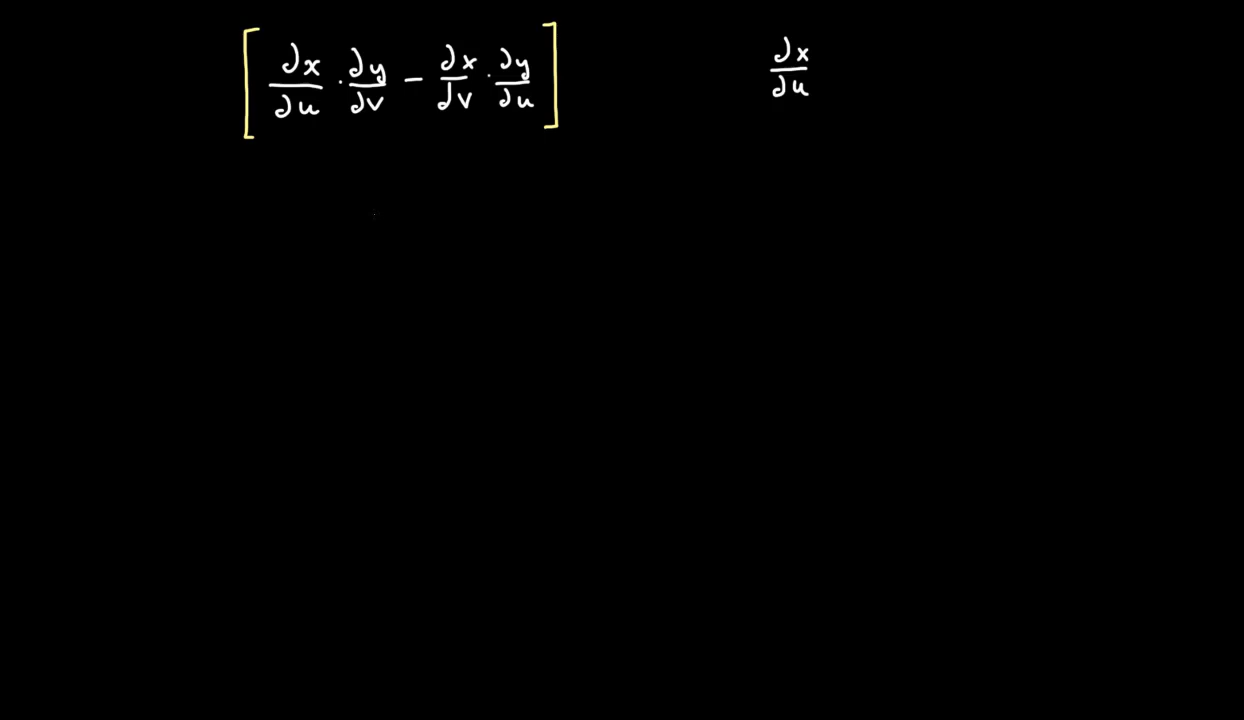 [ ∂x/∂u · ∂y/∂v − ∂x/∂v · ∂y/∂u ]
∂x/∂u